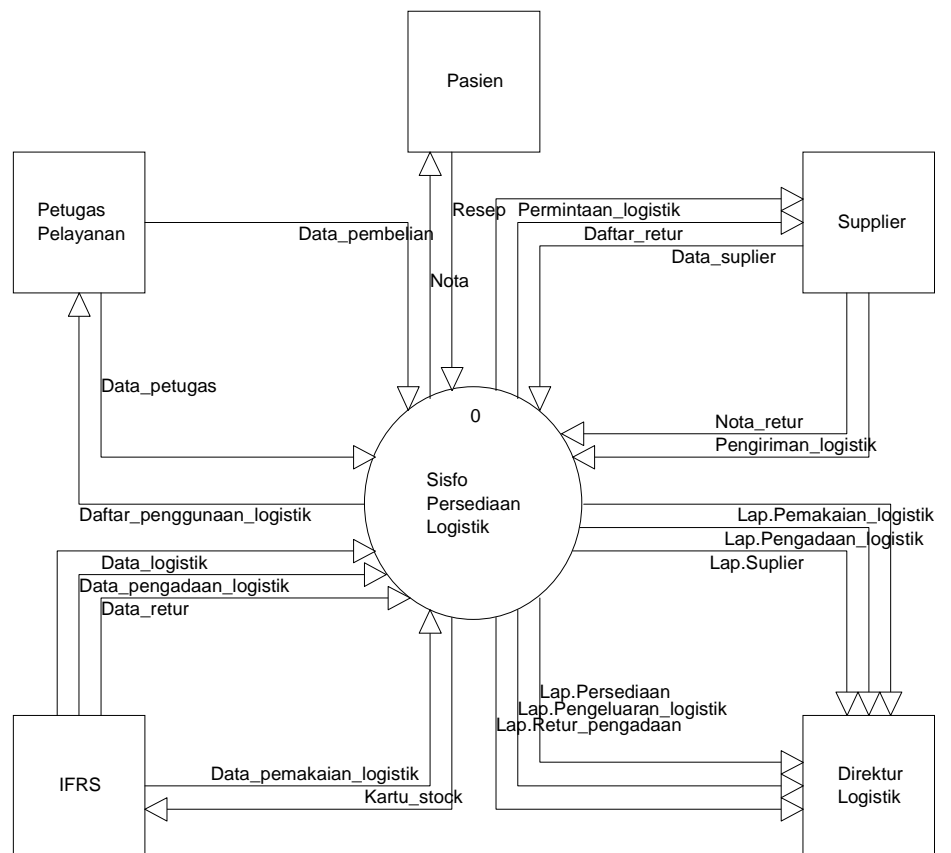 Pasien
Petugas
Pelayanan
Supplier
Resep
Permintaan_logistik
Data_pembelian
Daftar_retur
Data_suplier
Nota
Data_petugas
0
Nota_retur
Pengiriman_logistik
Sisfo
Persediaan
Logistik
Daftar_penggunaan_logistik
Lap.Pemakaian_logistik
Lap.Pengadaan_logistik
Data_logistik
Lap.Suplier
Data_pengadaan_logistik
Data_retur
Lap.Persediaan
Lap.Pengeluaran_logistik
Lap.Retur_pengadaan
Data_pemakaian_logistik
IFRS
Kartu_stock
Direktur
Logistik